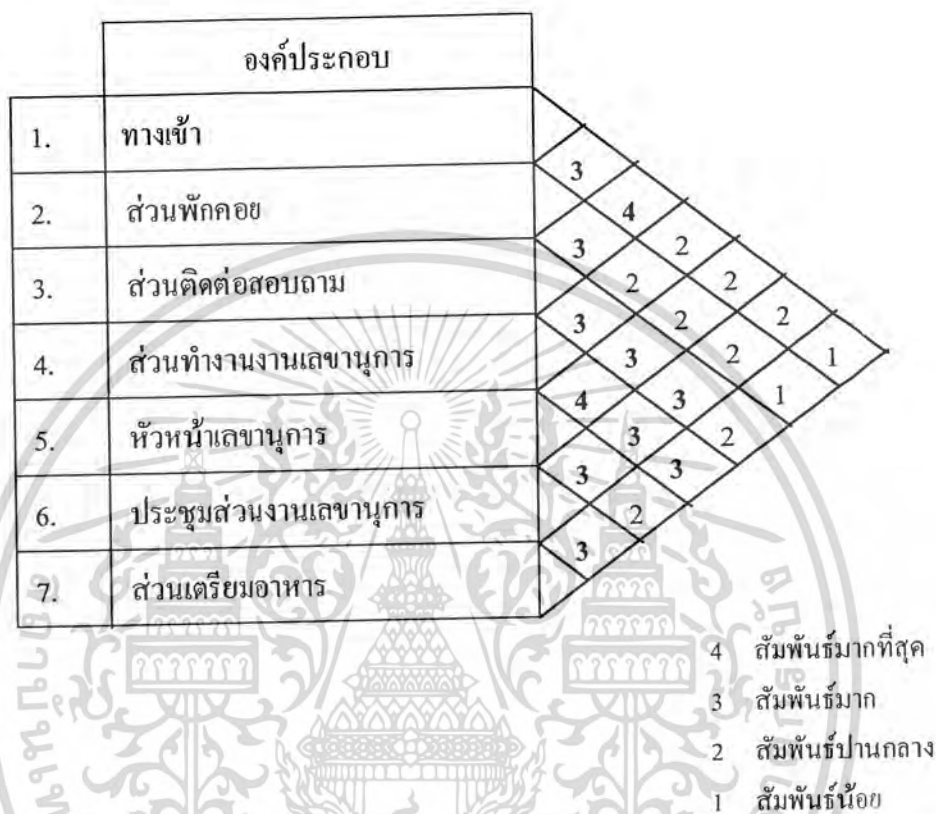 องค์ประกอบ
1. ทางเข้า
3
2. ส่วนพักคอย 4
3 2
3. ส่วนติดต่อสอบถาม 2 2
3 2 2
4. ส่วนทำงานงานเลขานุการ 3 2 1
4 3 1
5. หัวหน้าเลขานุการ 3 2
3 3
6. ประชุมส่วนงานเลขานุการ 2
3
7. ส่วนเตรียมอาหาร
4 สัมพันธ์มากที่สุด
3 สัมพันธ์มาก
2 สัมพันธ์ปานกลาง
1 สัมพันธ์น้อย